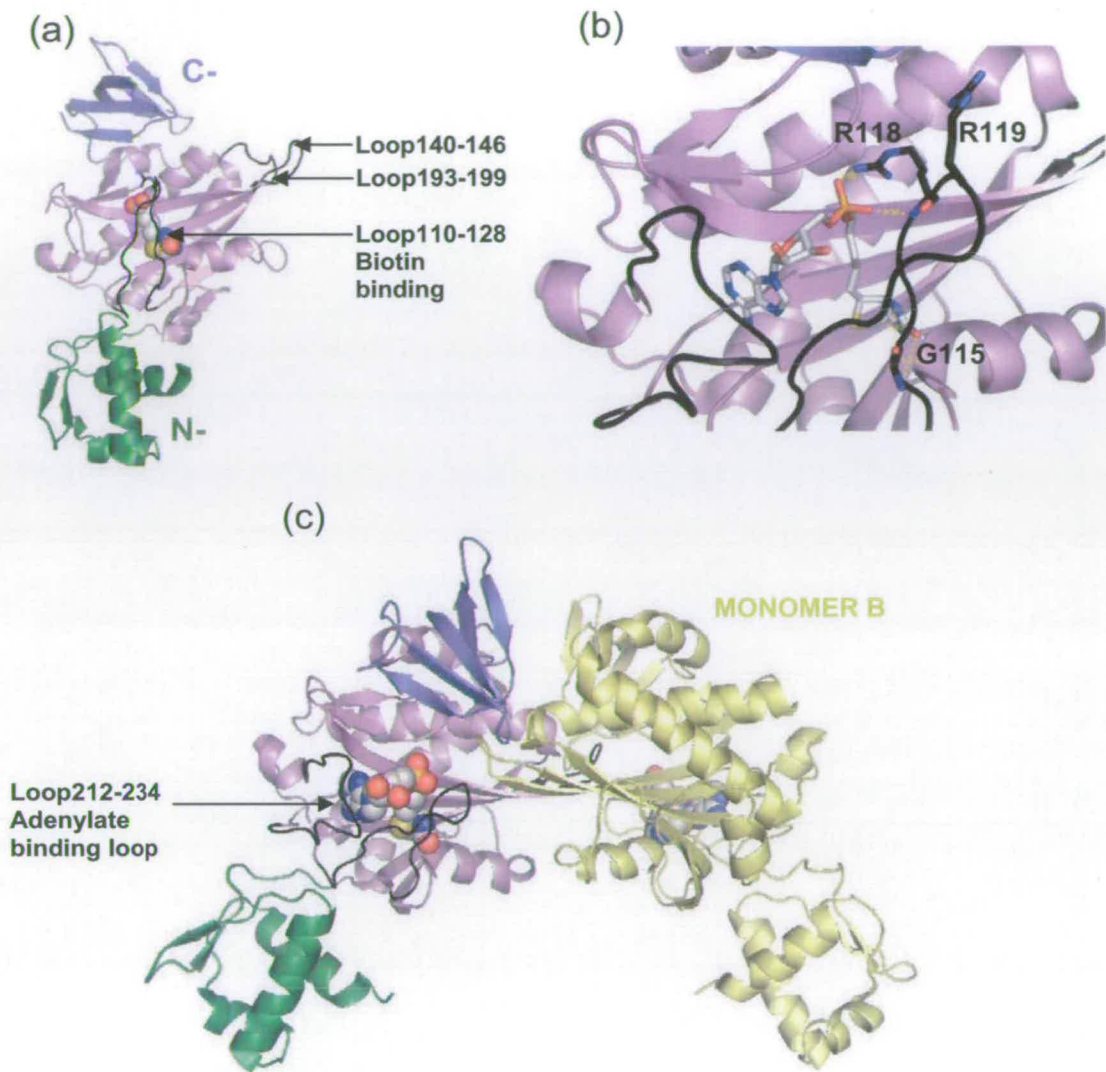 (a)
C-
Loop140-146
Loop193-199
Loop110-128
Biotin
binding
N-
(b)
R118
R119
G115
(c)
MONOMER B
Loop212-234
Adenylate
binding loop